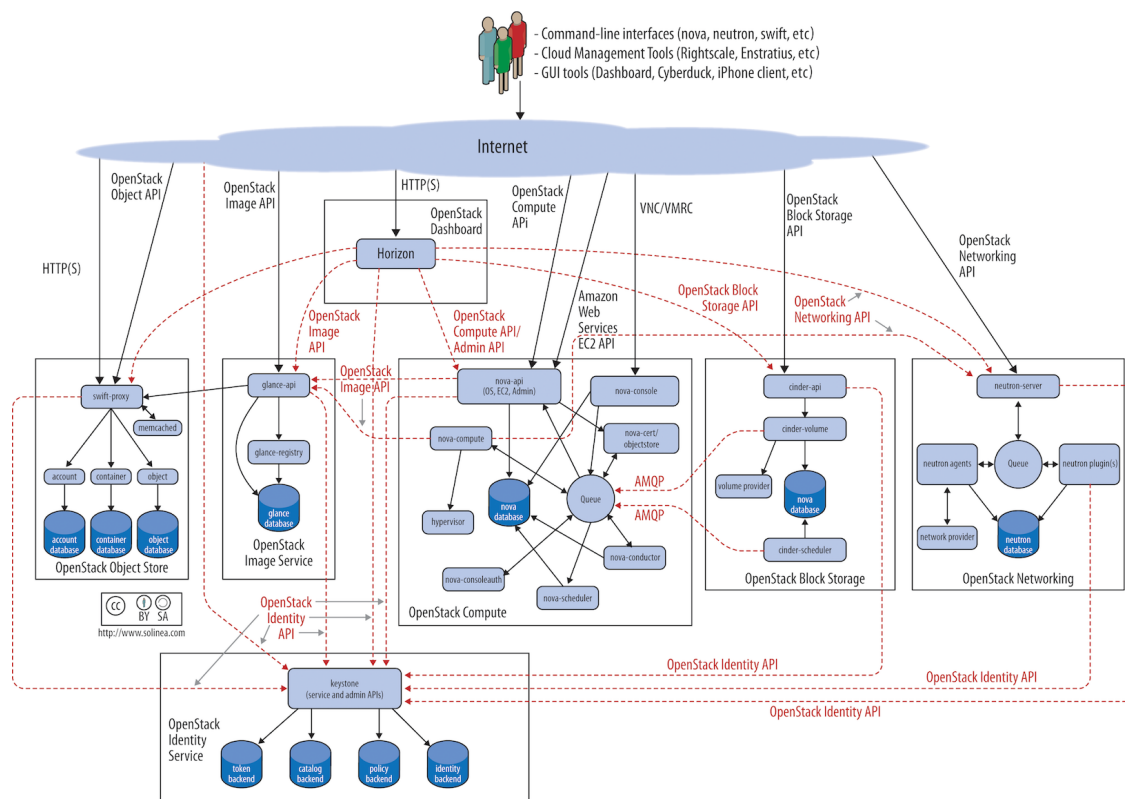 - Command-line interfaces (nova, neutron, swift, etc)
- Cloud Management Tools (Rightscale, Enstratius, etc)
- GUI tools (Dashboard, Cyberduck, iPhone client, etc)
Internet
OpenStack
Object API
HTTP(S)
OpenStack
Image API
HTTP(S)
OpenStack
Compute
APi
VNC/VMRC
Amazon
Web
Services
EC2 API
OpenStack
Block Storage
API
OpenStack
Networking
API
OpenStack
Dashboard
Horizon
OpenStack
Image
API
OpenStack
Compute API/
Admin API
OpenStack Block
Storage API
OpenStack
Networking API
OpenStack
Image API
swift-proxy
memcached
account
container
object
account
database
container
database
object
database
OpenStack Object Store
glance-api
glance-registry
glance
database
OpenStack
Image Service
nova-api
(OS, EC2, Admin)
nova-console
nova-compute
nova-cert/
objectstore
hypervisor
nova
database
Queue
nova-conductor
nova-consoleauth
nova-scheduler
OpenStack Compute
AMQP
AMQP
cinder-api
cinder-volume
volume provider
nova
database
cinder-scheduler
OpenStack Block Storage
neutron-server
neutron agents
Queue
neutron plugin(s)
network provider
neutron
database
OpenStack Networking
cc
BY SA
http://www.solinea.com
OpenStack
Identity
API
OpenStack Identity API
OpenStack Identity API
OpenStack Identity API
keystone
(service and admin APIs)
OpenStack
Identity
Service
token
backend
catalog
backend
policy
backend
identity
backend